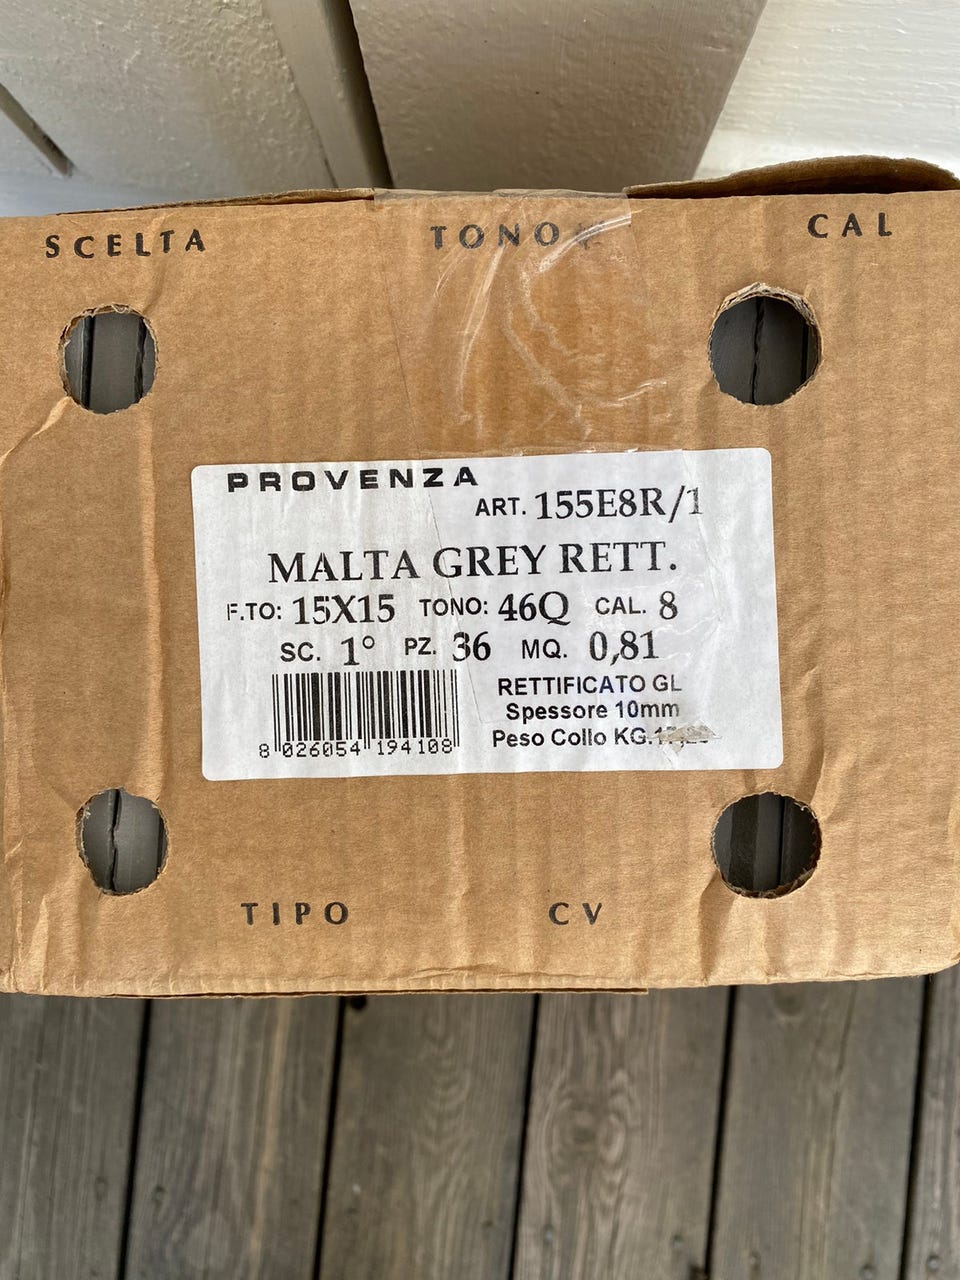 SCELTA TONO CAL
PROVENZA
ART. 155E8R/1
MALTA GREY RETT.
F.TO: 15X15 TONO: 46Q CAL. 8
SC. 1° PZ. 36 MQ. 0,81
RETTIFICATO GL
Spessore 10mm
Peso Collo KG.
8 026054 194108
TIPO CV